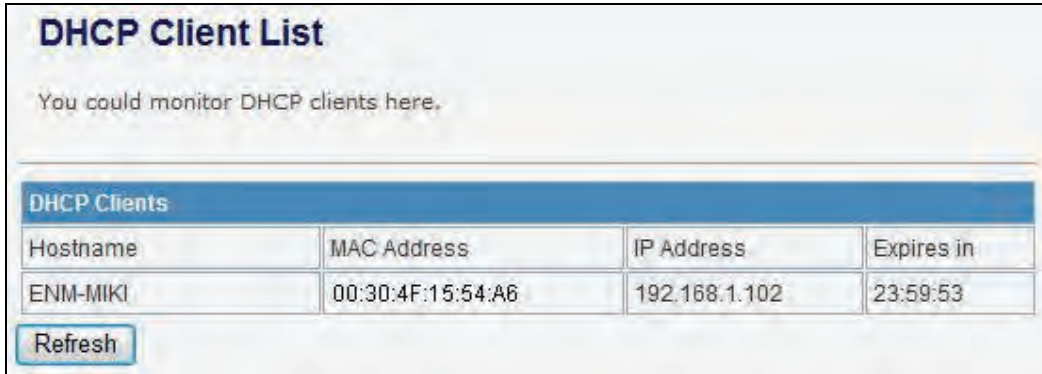 DHCP Client List
You could monitor DHCP clients here.
DHCP Clients
Hostname MAC Address IP Address Expires in
ENM-MIKI 00:30:4F:15:54:A6 192.168.1.102 23:59:53
Refresh